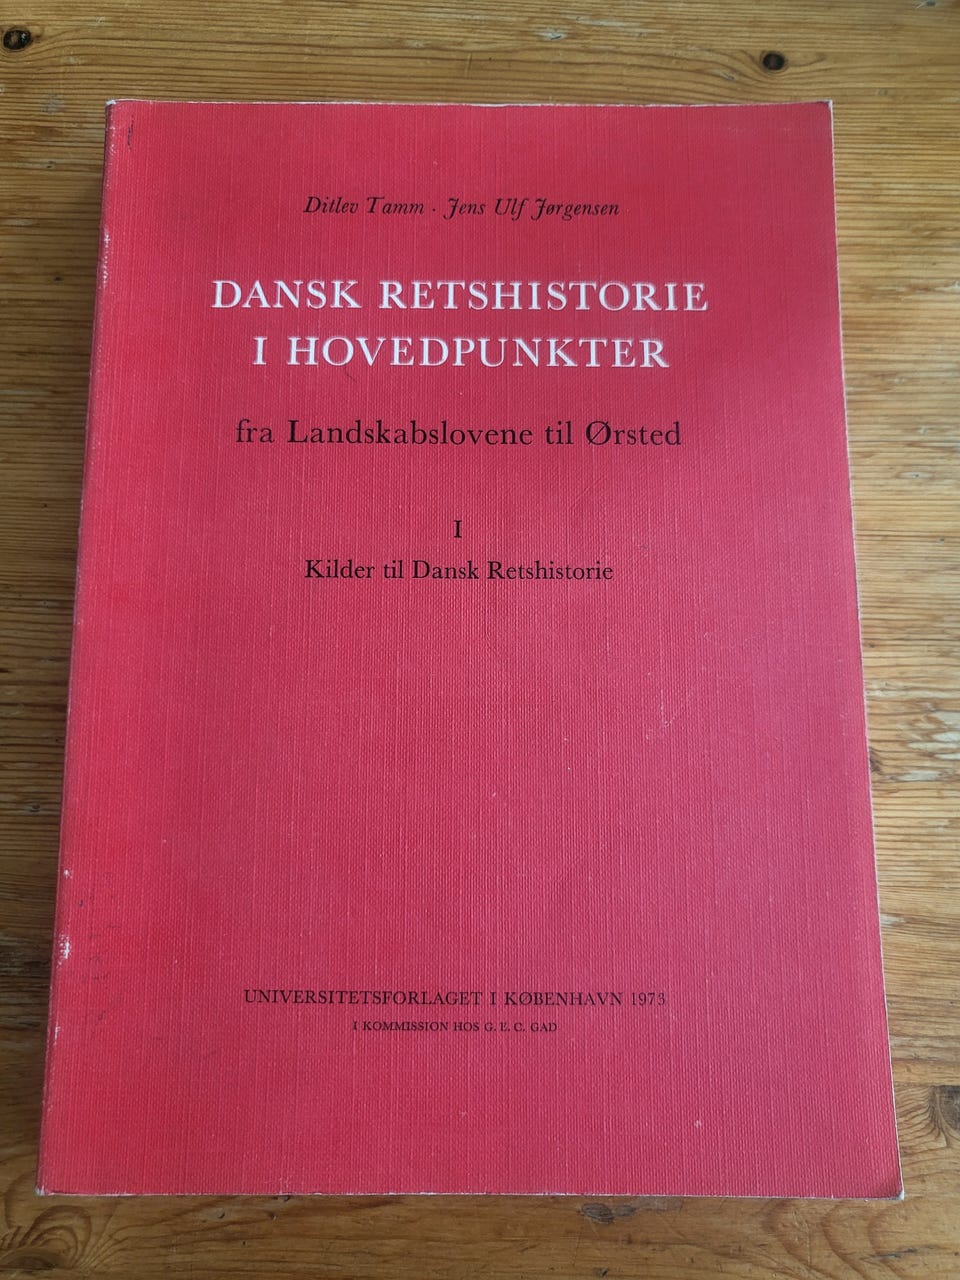 Ditlev Tamm · Jens Ulf Jørgensen
DANSK RETSHISTORIE
I HOVEDPUNKTER
fra Landskabslovene til Ørsted
I
Kilder til Dansk Retshistorie
UNIVERSITETSFORLAGET I KØBENHAVN 1973
I KOMMISSION HOS G. E. C. GAD